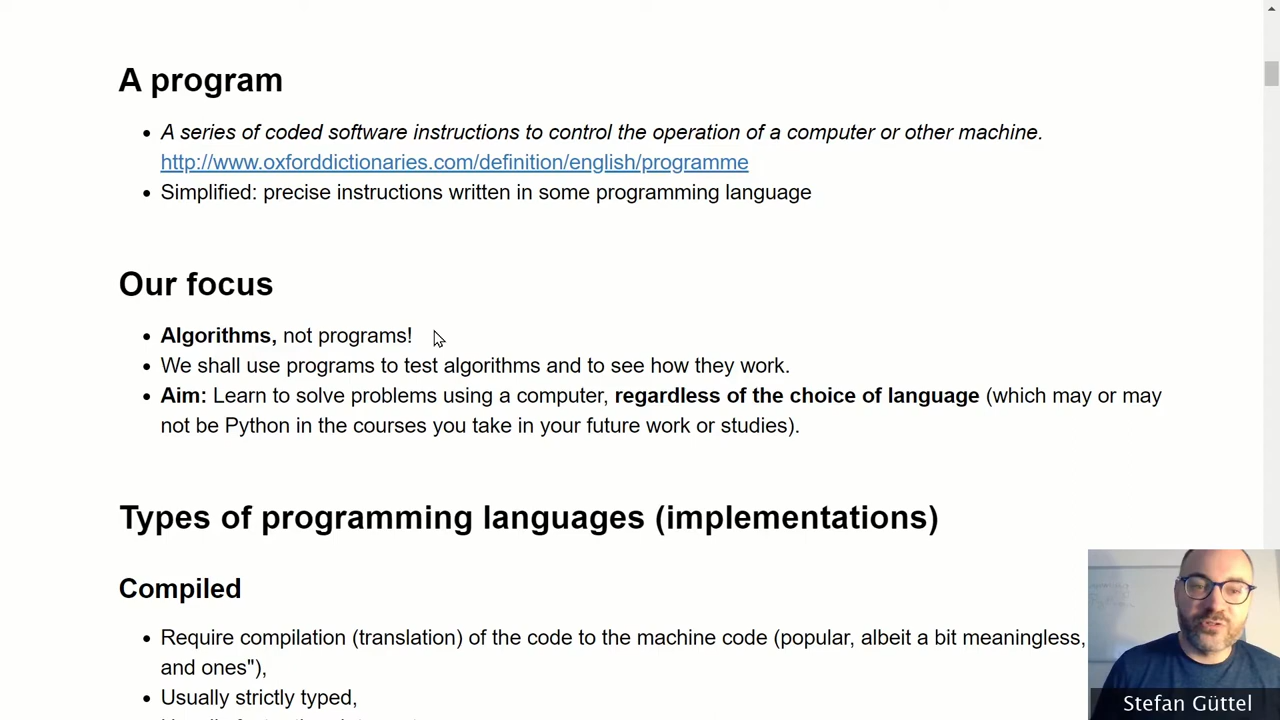 A program
• A series of coded software instructions to control the operation of a computer or other machine.
http://www.oxforddictionaries.com/definition/english/programme
• Simplified: precise instructions written in some programming language
Our focus
• Algorithms, not programs!
• We shall use programs to test algorithms and to see how they work.
• Aim: Learn to solve problems using a computer, regardless of the choice of language (which may or may
not be Python in the courses you take in your future work or studies).
Types of programming languages (implementations)
Compiled
• Require compilation (translation) of the code to the machine code (popular, albeit a bit meaningless,
and ones"),
• Usually strictly typed,
Stefan Güttel